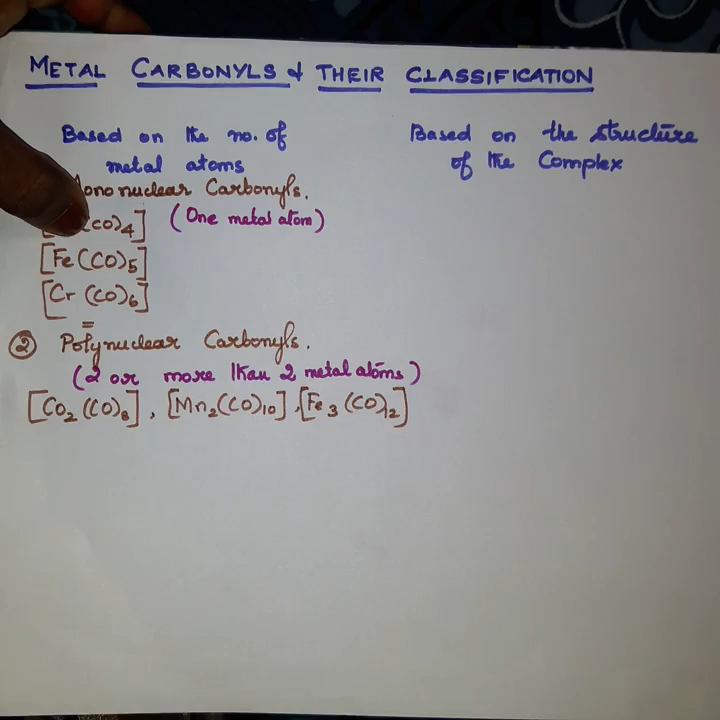 METAL CARBONYLS & THEIR CLASSIFICATION
Based on the no. of
metal atoms
Based on the structure
of the Complex
Mononuclear Carbonyls.
(CO)4] (One metal atom)
[Fe(CO)5]
[Cr(CO)6]
② Polynuclear Carbonyls.
(2 or more than 2 metal atoms)
[Co2(CO)8], [Mn2(CO)10], [Fe3(CO)12]